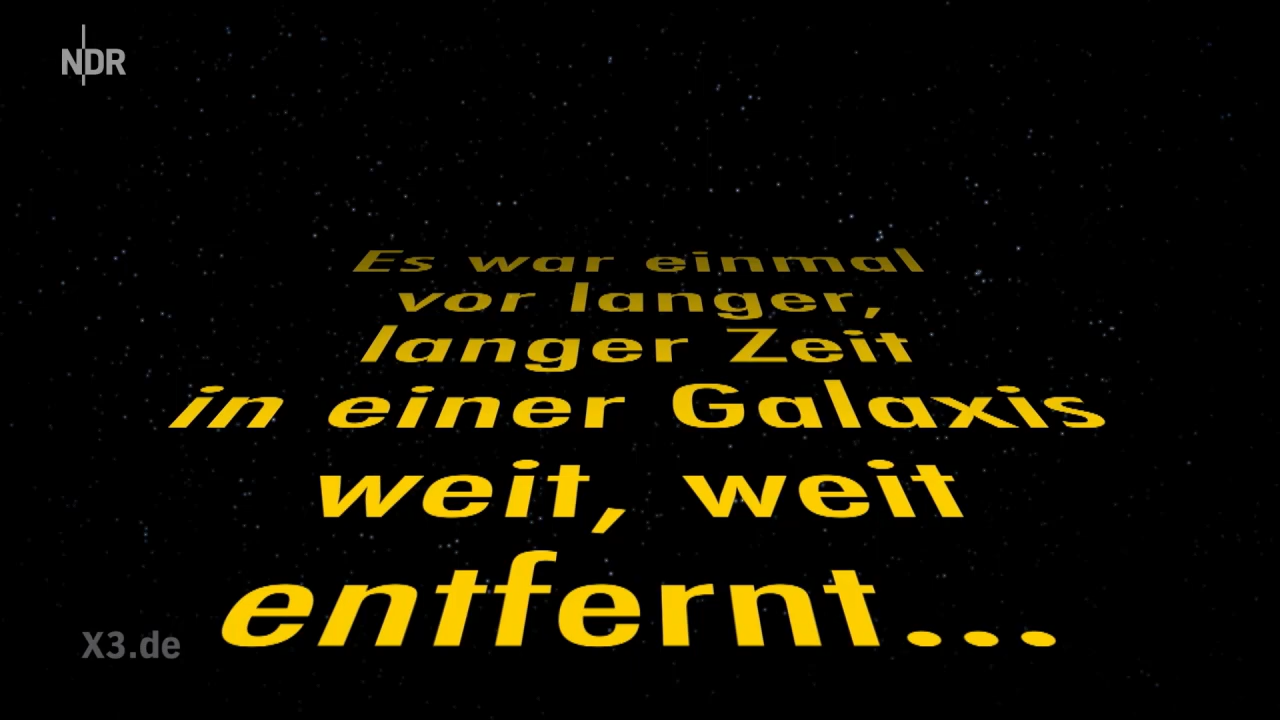 NDR
Es war einmal
vor langer,
langer Zeit
in einer Galaxis
weit, weit
entfernt...
X3.de